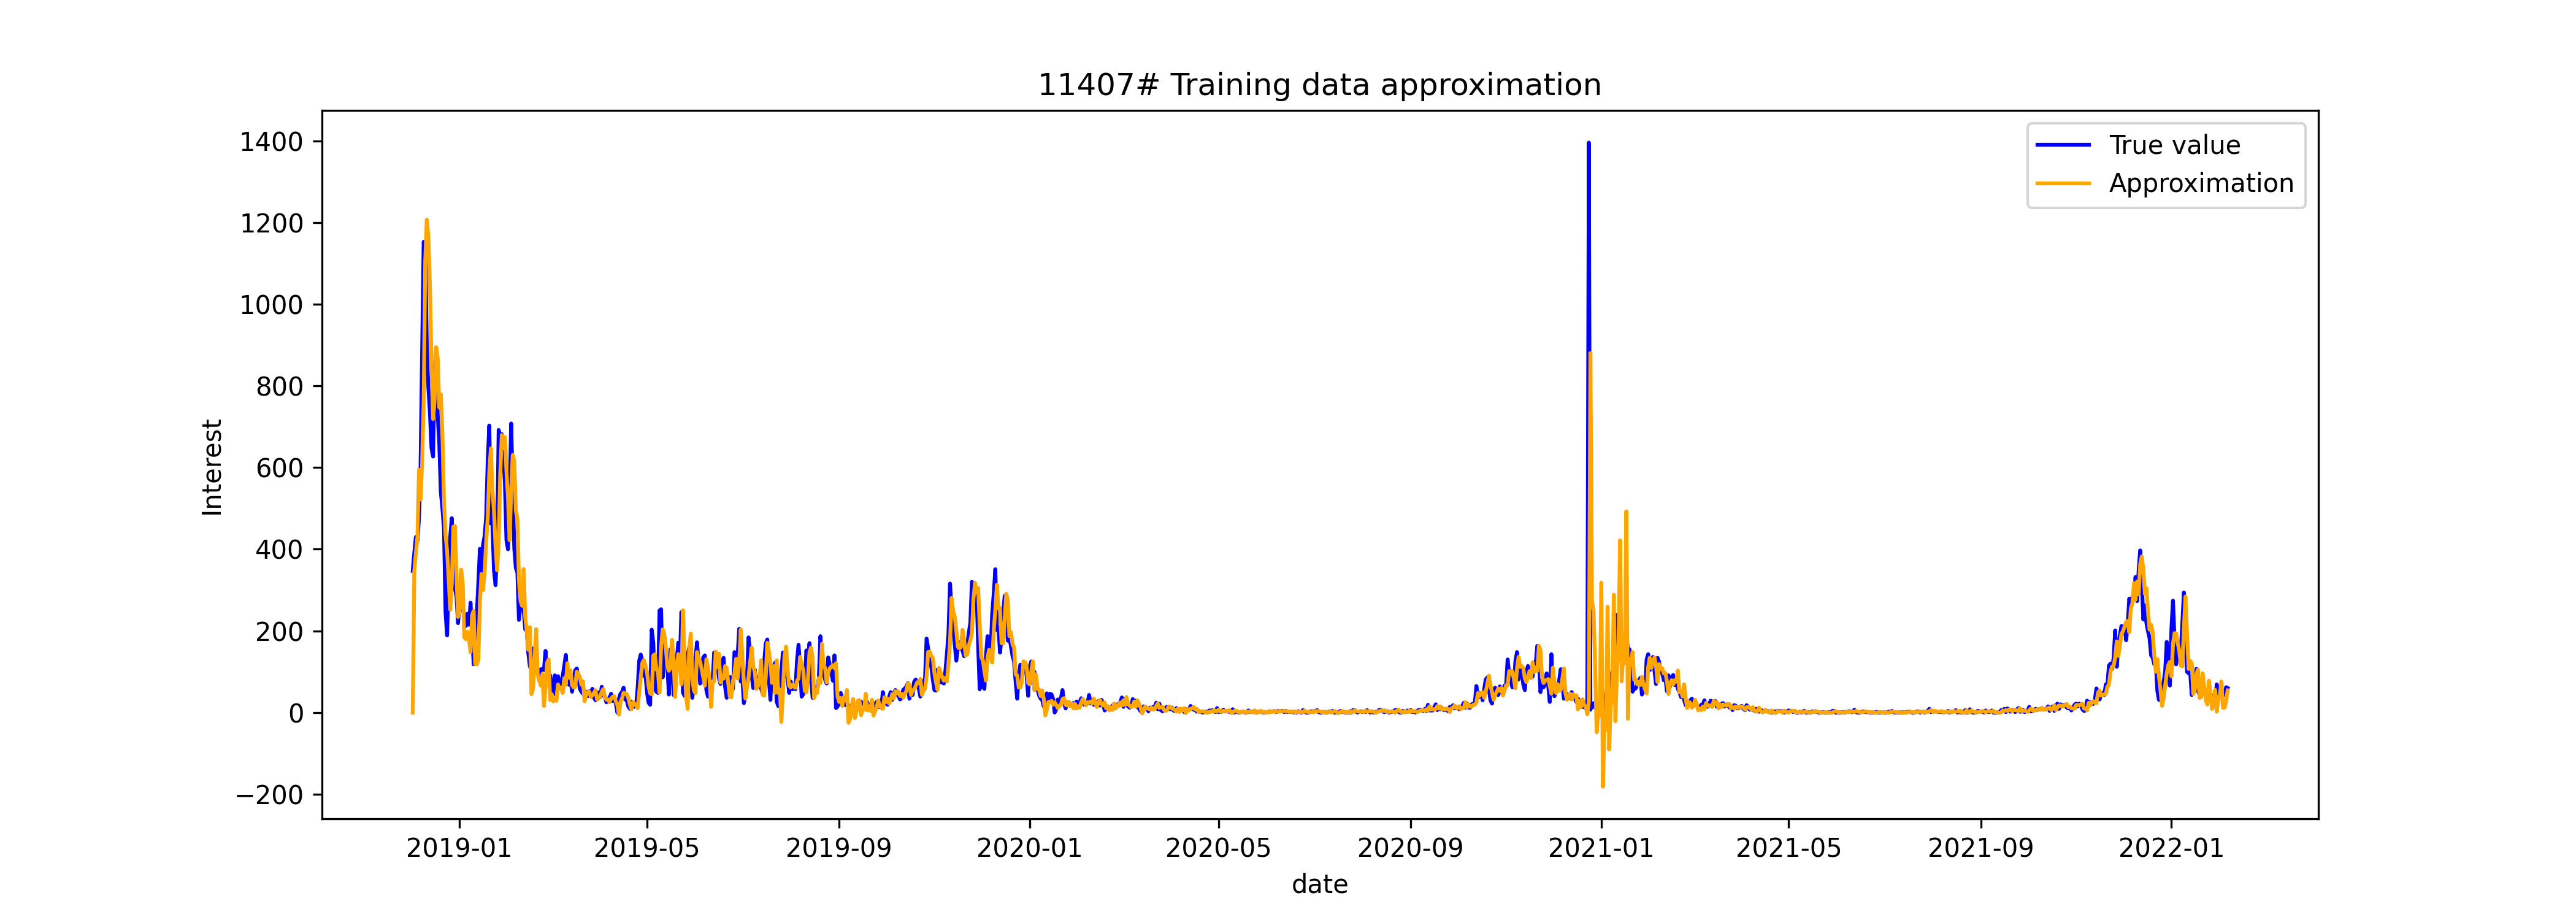 11407# Training data approximation
True value
Approximation
Interest
1400
1200
1000
800
600
400
200
0
−200
2019-01 2019-05 2019-09 2020-01 2020-05 2020-09 2021-01 2021-05 2021-09 2022-01
date